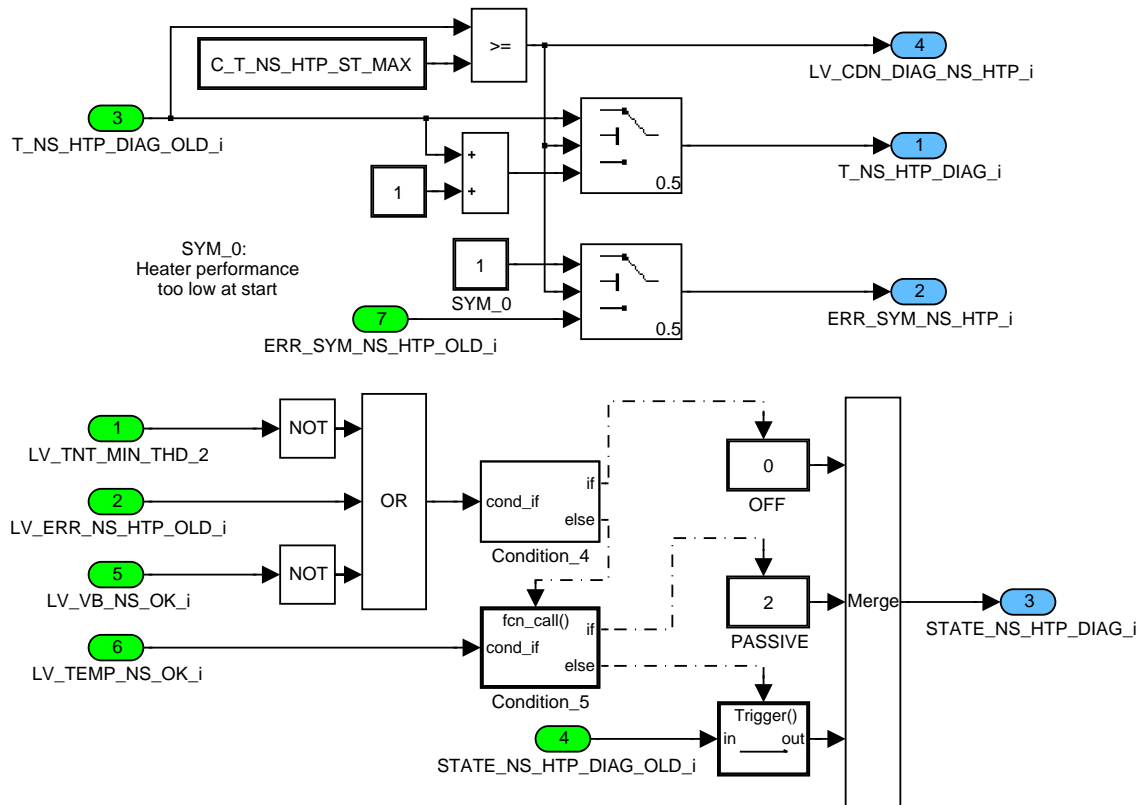 >=
4
LV_CDN_DIAG_NS_HTP_i
C_T_NS_HTP_ST_MAX
3
T_NS_HTP_DIAG_OLD_i
+
+
1
0.5
1
T_NS_HTP_DIAG_i
SYM_0:
Heater performance
too low at start
1
SYM_0
7
ERR_SYM_NS_HTP_OLD_i
0.5
2
ERR_SYM_NS_HTP_i
1
LV_TNT_MIN_THD_2
NOT
2
LV_ERR_NS_HTP_OLD_i
OR
5
LV_VB_NS_OK_i
NOT
6
LV_TEMP_NS_OK_i
cond_if
if
else
Condition_4
fcn_call()
cond_if
if
else
Condition_5
0
OFF
2
PASSIVE
4
STATE_NS_HTP_DIAG_OLD_i
Trigger()
in
out
Merge
3
STATE_NS_HTP_DIAG_i